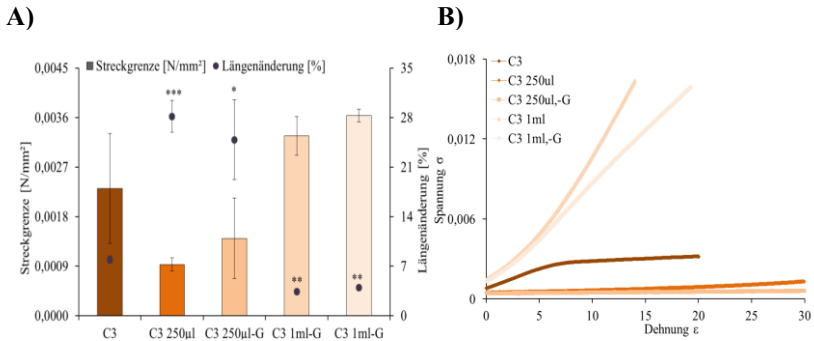 A)
B)
Streckgrenze [N/mm²] Längenänderung [%]
0,0045
0,0036
0,0027
0,0018
0,0009
0,0000
Streckgrenze [N/mm²]
35
28
21
14
7
0
Längenänderung [%]
***
*
**
**
C3 C3 250µl C3 250µl-G C3 1ml-G C3 1ml-G
0,018
0,012
0,006
0
Spannung σ
C3
C3 250ul
C3 250ul,-G
C3 1ml
C3 1ml,-G
0 5 10 15 20 25 30
Dehnung ε